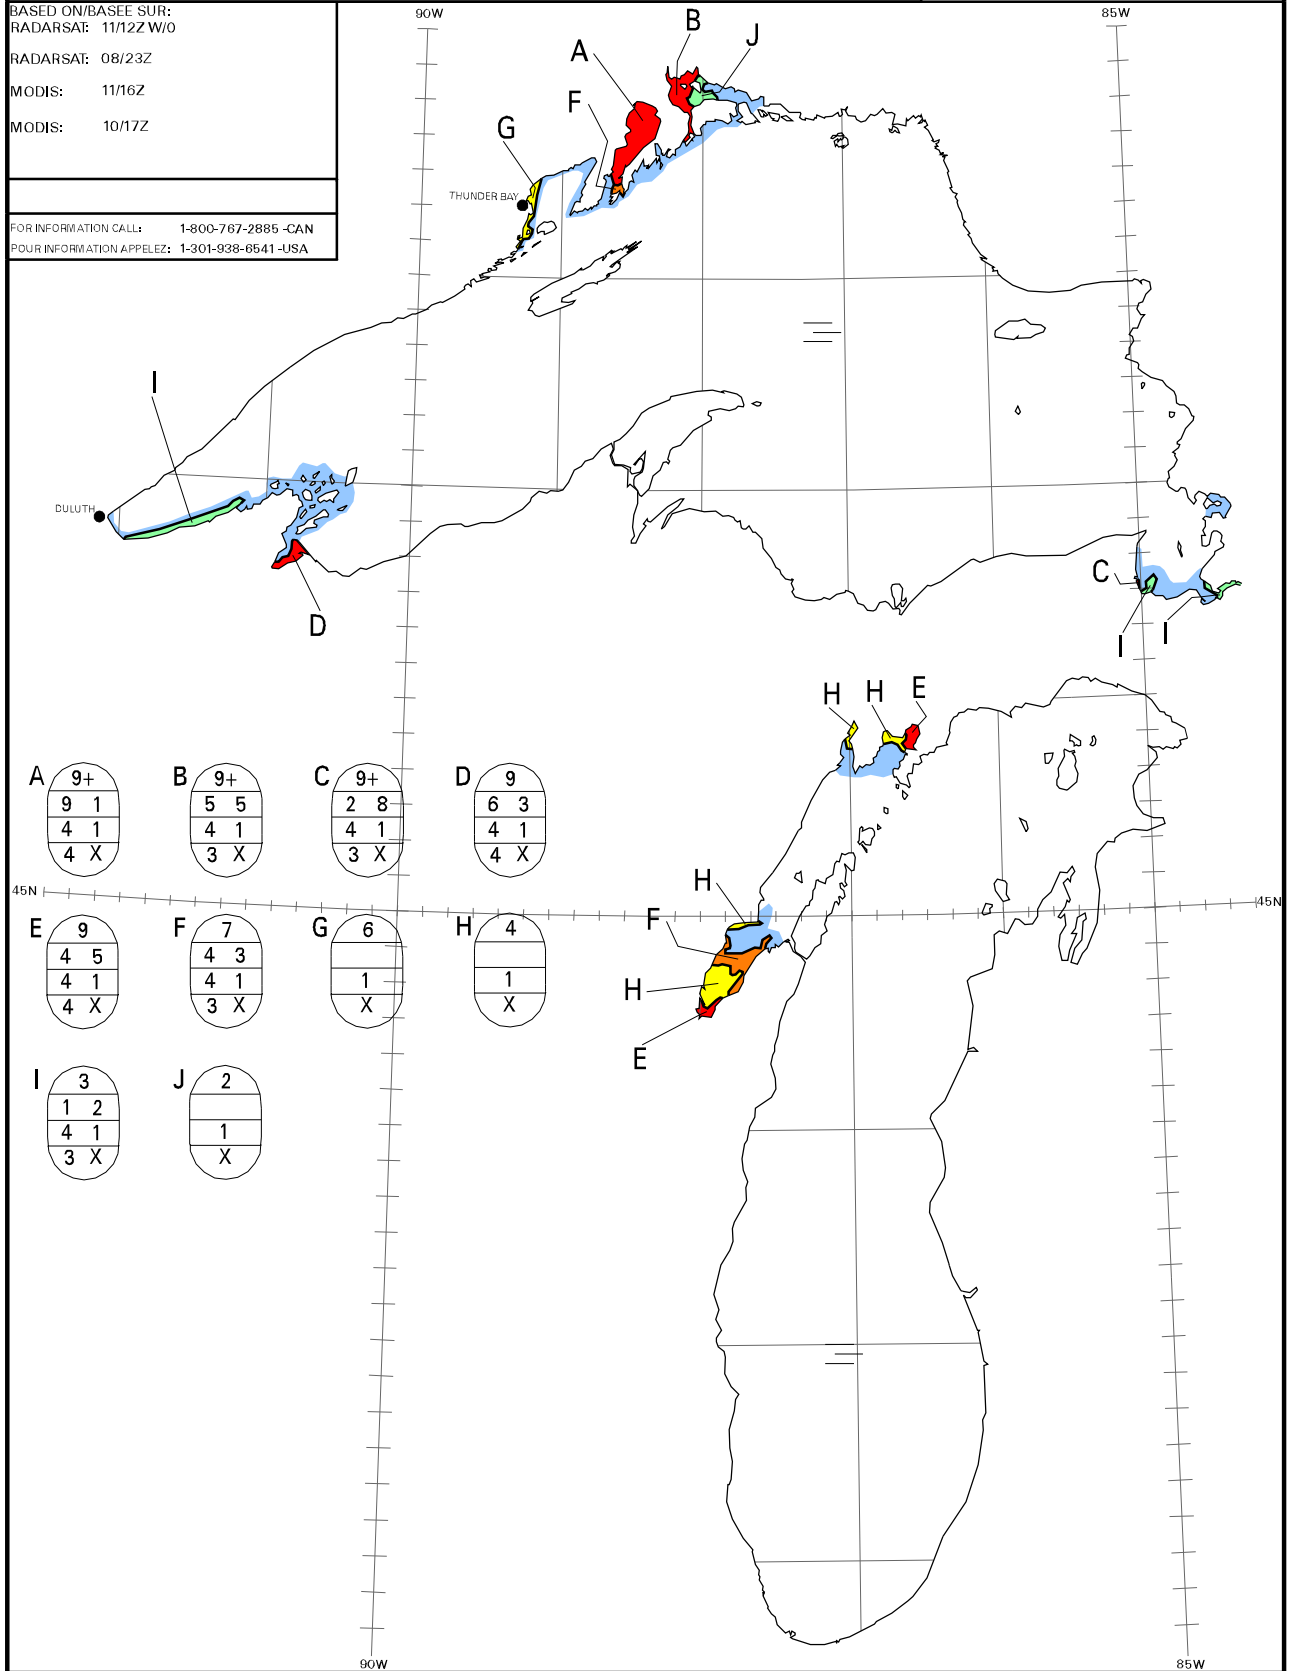 BASED ON/BASEE SUR:
RADARSAT: 11/12Z W/0
RADARSAT: 08/23Z
MODIS: 11/16Z
MODIS: 10/17Z
FOR INFORMATION CALL: 1-800-767-2885 -CAN
POUR INFORMATION APPELEZ: 1-301-938-6541 -USA
90W
85W
B
A
J
F
G
THUNDER BAY
I
DULUTH
D
C
I
I
H H E
A 9+ B 9+ C 9+ D 9
9 1 5 5 2 8 6 3
4 1 4 1 4 1 4 1
4 X 3 X 3 X 4 X
H
45N 45N
E 9 F 7 G 6 H 4
4 5 4 3
4 1 4 1 1 1
4 X 3 X X X
F
H
E
I 3 J 2
1 2
4 1 1
3 X X
90W 85W